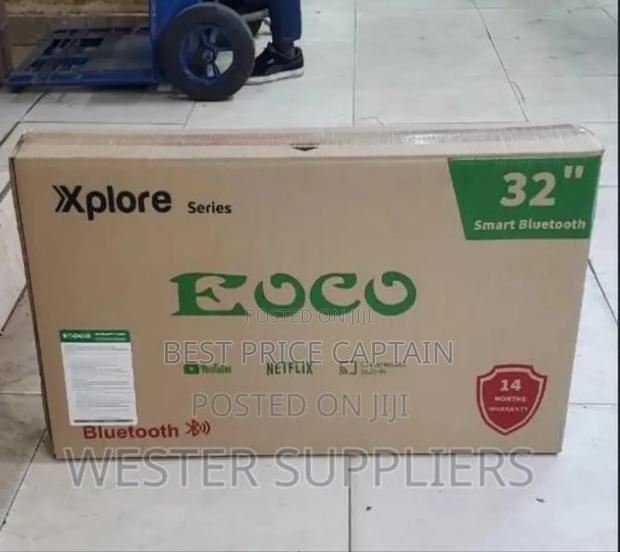 Xplore Series
32"
Smart Bluetooth
EOCO
POSTED ON JIJI
BEST PRICE CAPTAIN
YouTube NETFLIX
POSTED ON JIJI
14
MONTHS
WARRANTY
Bluetooth
WESTER SUPPLIERS